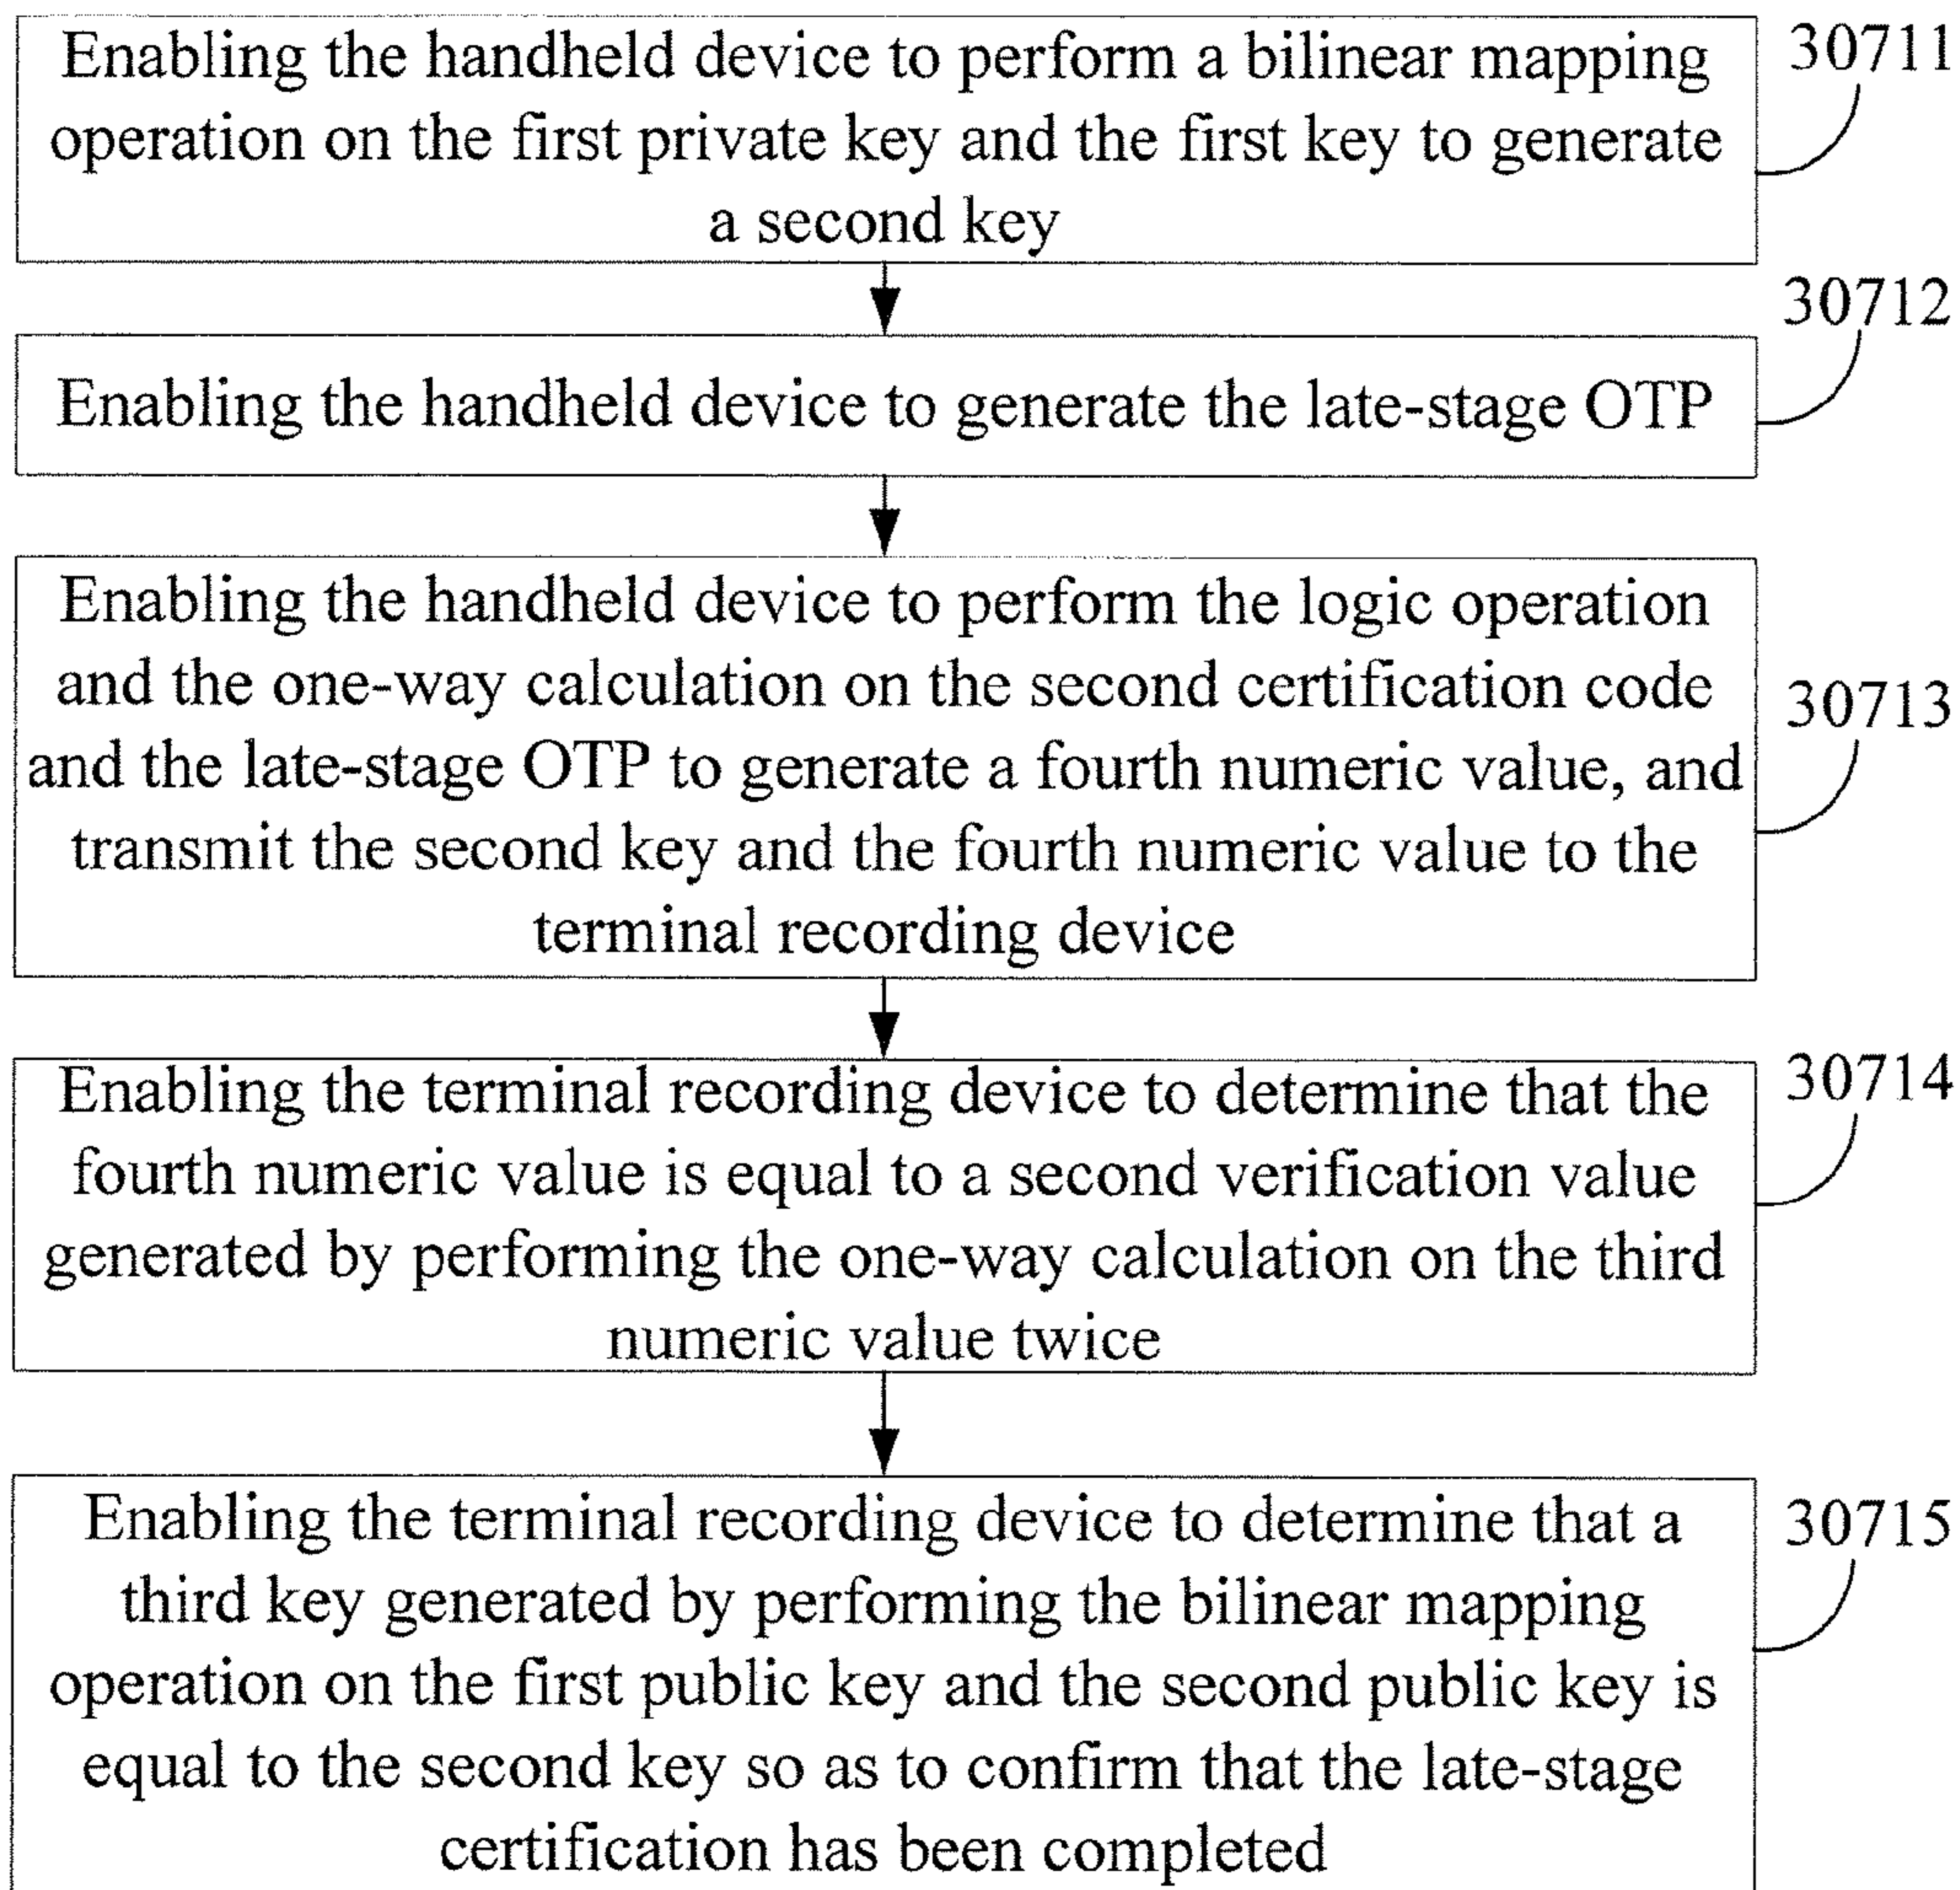 Enabling the handheld device to perform a bilinear mapping
operation on the first private key and the first key to generate
a second key
30711
30712
Enabling the handheld device to generate the late-stage OTP
Enabling the handheld device to perform the logic operation
and the one-way calculation on the second certification code
and the late-stage OTP to generate a fourth numeric value, and
transmit the second key and the fourth numeric value to the
terminal recording device
30713
Enabling the terminal recording device to determine that the
fourth numeric value is equal to a second verification value
generated by performing the one-way calculation on the third
numeric value twice
30714
Enabling the terminal recording device to determine that a
third key generated by performing the bilinear mapping
operation on the first public key and the second public key is
equal to the second key so as to confirm that the late-stage
certification has been completed
30715